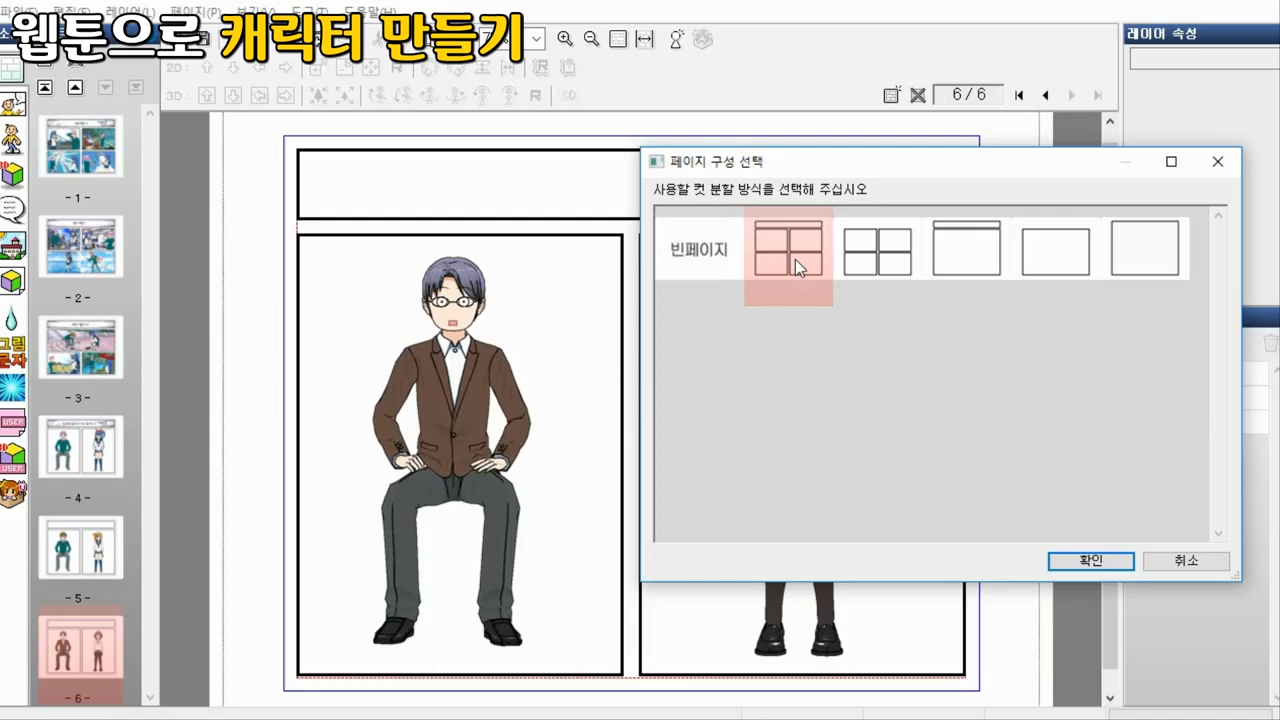 웹툰으로 캐릭터 만들기
레이어 속성
2D:
3D:
6/6
-1-
-2-
-3-
-4-
-5-
-6-
그림
문자
USER
USER
페이지 구성 선택
사용할 컷 분할 방식을 선택해 주십시오
빈페이지
확인
취소